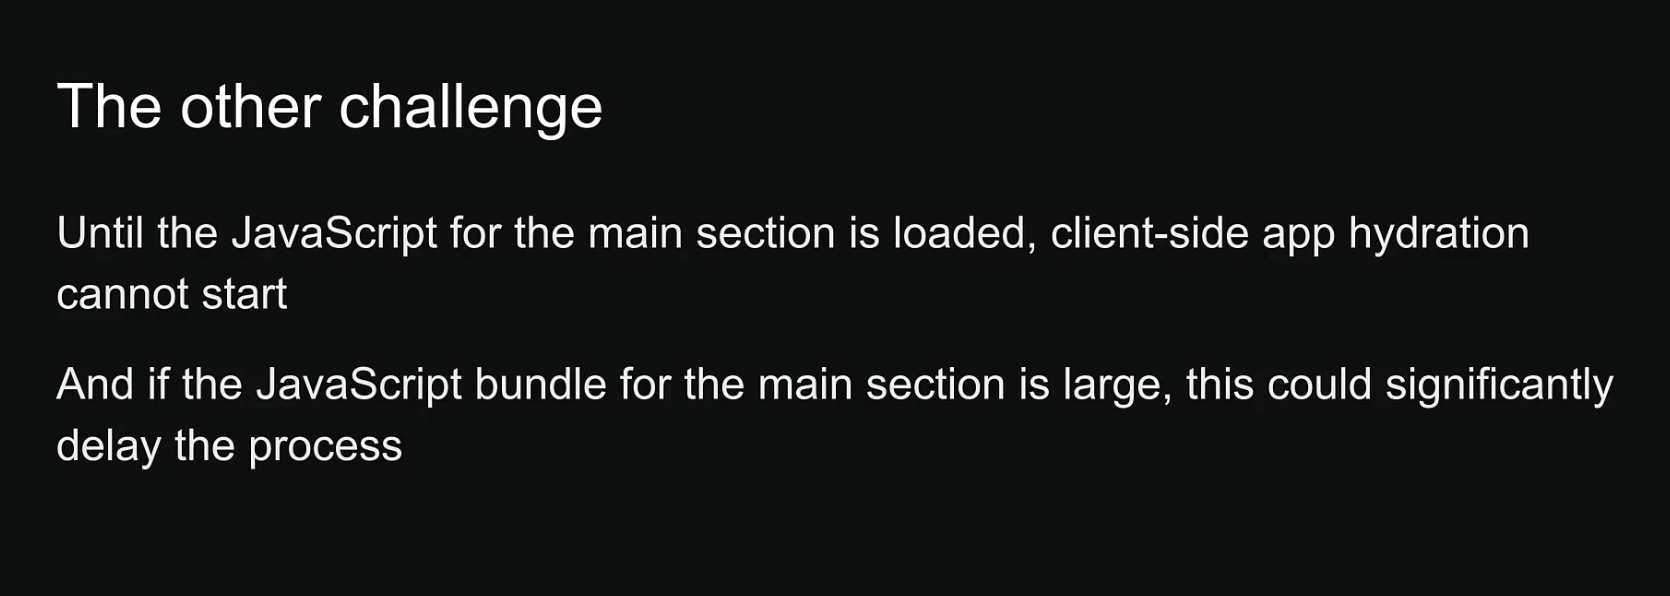 The other challenge
Until the JavaScript for the main section is loaded, client-side app hydration
cannot start
And if the JavaScript bundle for the main section is large, this could significantly
delay the process